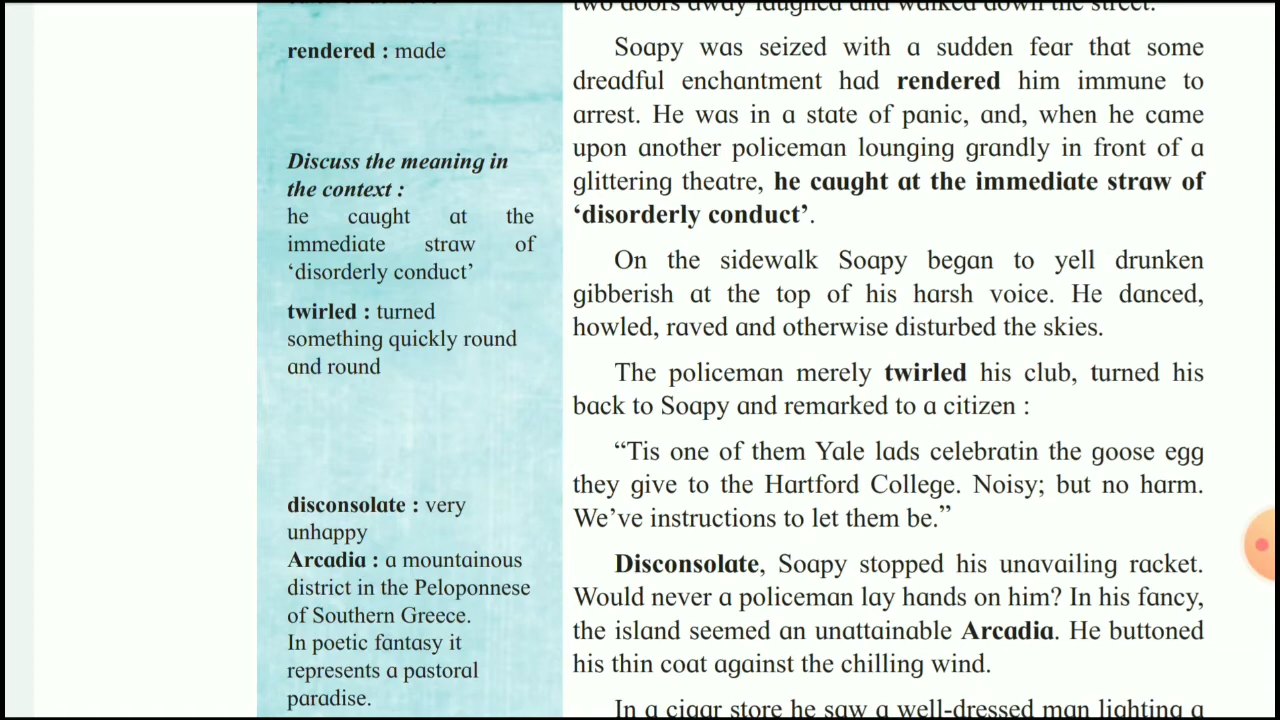 rendered : made
Discuss the meaning in
the context :
he caught at the
immediate straw of
‘disorderly conduct’
twirled : turned
something quickly round
and round
disconsolate : very
unhappy
Arcadia : a mountainous
district in the Peloponnese
of Southern Greece.
In poetic fantasy it
represents a pastoral
paradise.
two doors away laughed and walked down the street.
Soapy was seized with a sudden fear that some
dreadful enchantment had rendered him immune to
arrest. He was in a state of panic, and, when he came
upon another policeman lounging grandly in front of a
glittering theatre, he caught at the immediate straw of
‘disorderly conduct’.
On the sidewalk Soapy began to yell drunken
gibberish at the top of his harsh voice. He danced,
howled, raved and otherwise disturbed the skies.
The policeman merely twirled his club, turned his
back to Soapy and remarked to a citizen :
“Tis one of them Yale lads celebratin the goose egg
they give to the Hartford College. Noisy; but no harm.
We’ve instructions to let them be.”
Disconsolate, Soapy stopped his unavailing racket.
Would never a policeman lay hands on him? In his fancy,
the island seemed an unattainable Arcadia. He buttoned
his thin coat against the chilling wind.
In a cigar store he saw a well-dressed man lighting a